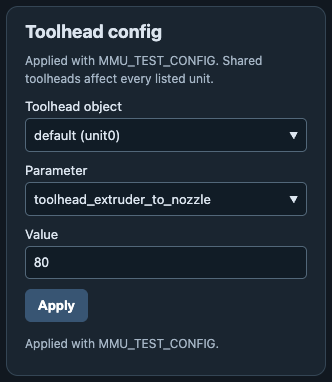 Toolhead config
Applied with MMU_TEST_CONFIG. Shared
toolheads affect every listed unit.
Toolhead object
default (unit0)
Parameter
toolhead_extruder_to_nozzle
Value
80
Apply
Applied with MMU_TEST_CONFIG.